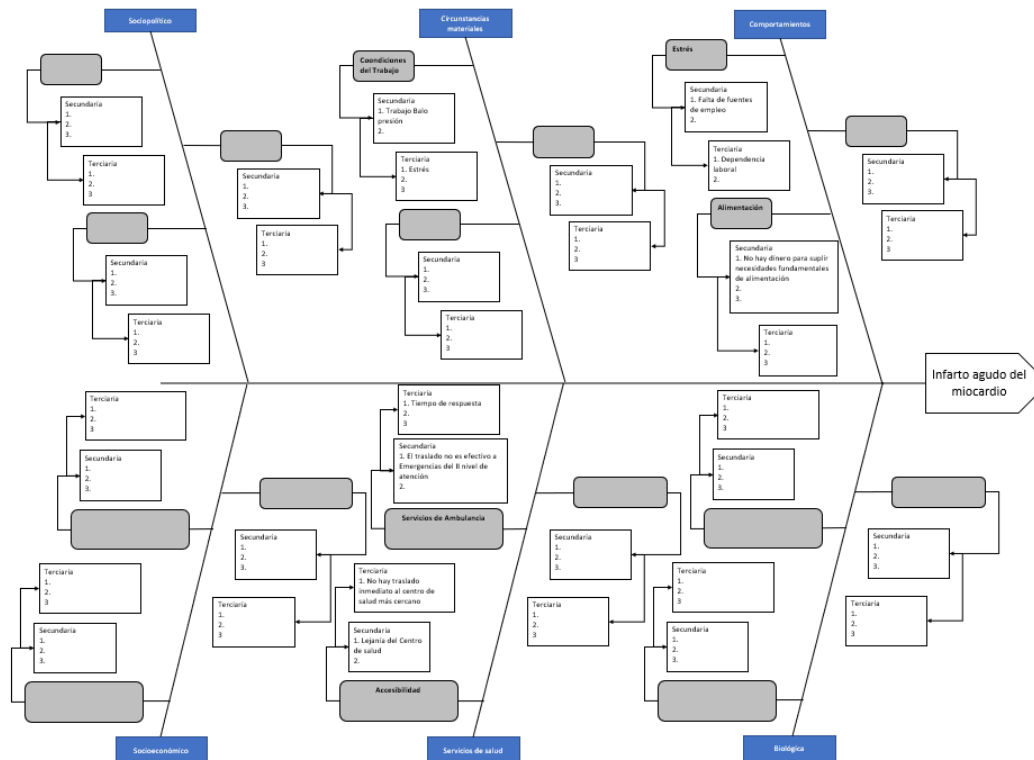 Sociopolítico
Circunstancias
materiales
Comportamientos
Secundaria
1.
2.
3.
Terciaria
1.
2.
3
Secundaria
1.
2.
3.
Terciaria
1.
2.
3
Secundaria
1.
2.
3.
Terciaria
1.
2.
3
Coondiciones
del Trabajo
Secundaria
1. Trabajo Bajo
presión
2.
Terciaria
1. Estrés
2.
3
Secundaria
1.
2.
3.
Terciaria
1.
2.
3
Secundaria
1.
2.
3.
Terciaria
1.
2.
3
Estrés
Secundaria
1. Falta de fuentes
de empleo
2.
Terciaria
1. Dependencia
laboral
2.
Secundaria
1.
2.
3.
Terciaria
1.
2.
3
Alimentación
Secundaria
1. No hay dinero para suplir
necesidades fundamentales
de alimentación
2.
3.
Terciaria
1.
2.
3
Infarto agudo del
miocardio
Terciaria
1.
2.
3
Secundaria
1.
2.
3.
Secundaria
1.
2.
3.
Terciaria
1.
2.
3
Terciaria
1.
2.
3
Secundaria
1.
2.
3.
Terciaria
1. Tiempo de respuesta
2.
3
Secundaria
1. El traslado no es efectivo a
Emergencias del II nivel de
atención
2.
Servicios de Ambulancia
Secundaria
1.
2.
3.
Terciaria
1.
2.
3
Terciaria
1. No hay traslado
inmediato al centro de
salud más cercano
Secundaria
1. Lejanía del Centro
de salud
2.
Accesibilidad
Terciaria
1.
2.
3
Secundaria
1.
2.
3.
Secundaria
1.
2.
3.
Terciaria
1.
2.
3
Terciaria
1.
2.
3
Secundaria
1.
2.
3.
Socioeconómico
Servicios de salud
Biológica